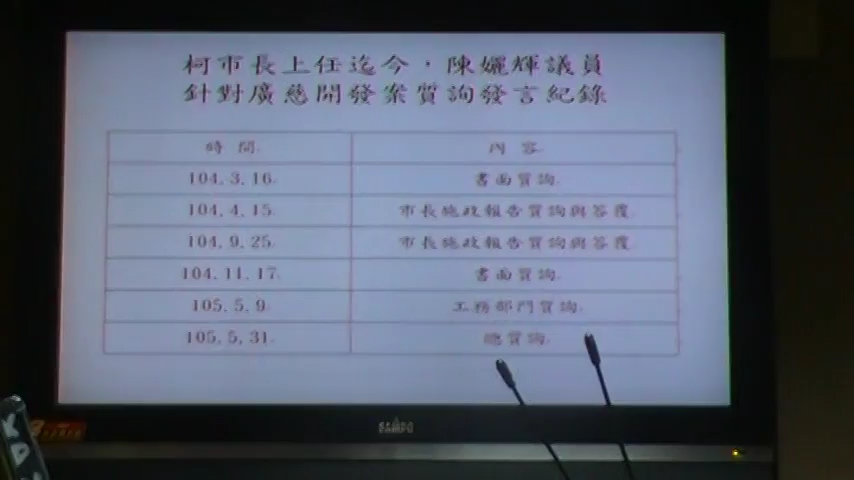 柯市長上任迄今，陳孋輝議員
針對廣慈開發案質詢發言紀錄
時 間 內 容
104.3.16 書面質詢
104.4.15 市長施政報告質詢與答覆
104.9.25 市長施政報告質詢與答覆
104.11.17 書面質詢
105.5.9 工務部門質詢
105.5.31 總質詢
SAMPO